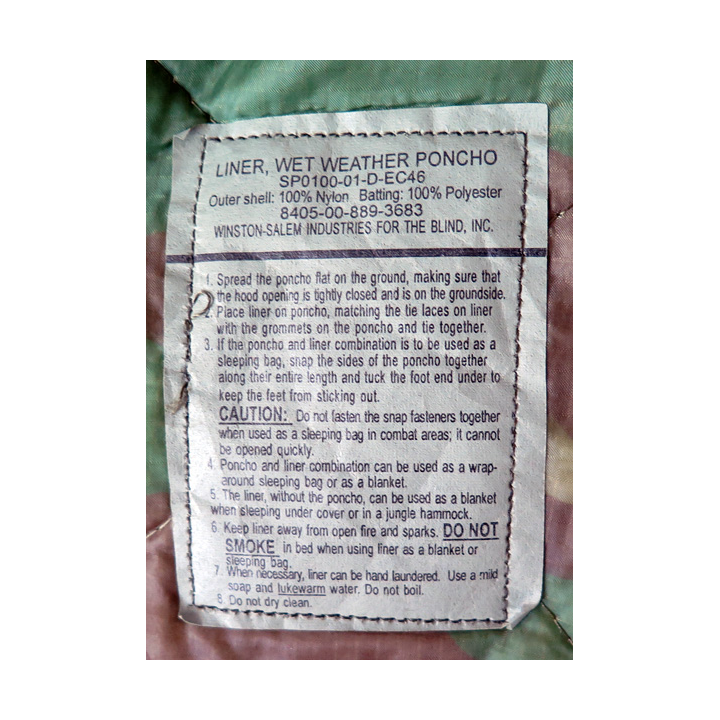 LINER, WET WEATHER PONCHO
SP0100-01-D-EC46
Outer shell: 100% Nylon Batting: 100% Polyester
8405-00-889-3683
WINSTON-SALEM INDUSTRIES FOR THE BLIND, INC.
1. Spread the poncho flat on the ground, making sure that
the hood opening is tightly closed and is on the groundside.
2. Place liner on poncho, matching the tie laces on liner
with the grommets on the poncho and tie together.
3. If the poncho and liner combination is to be used as a
sleeping bag, snap the sides of the poncho together
along their entire length and tuck the foot end under to
keep the feet from sticking out.
CAUTION: Do not fasten the snap fasteners together
when used as a sleeping bag in combat areas; it cannot
be opened quickly.
4. Poncho and liner combination can be used as a wrap-
around sleeping bag or as a blanket.
5. The liner, without the poncho, can be used as a blanket
when sleeping under cover or in a jungle hammock.
6. Keep liner away from open fire and sparks. DO NOT
SMOKE in bed when using liner as a blanket or
sleeping bag.
7. When necessary, liner can be hand laundered. Use a mild
soap and lukewarm water. Do not boil.
8. Do not dry clean.